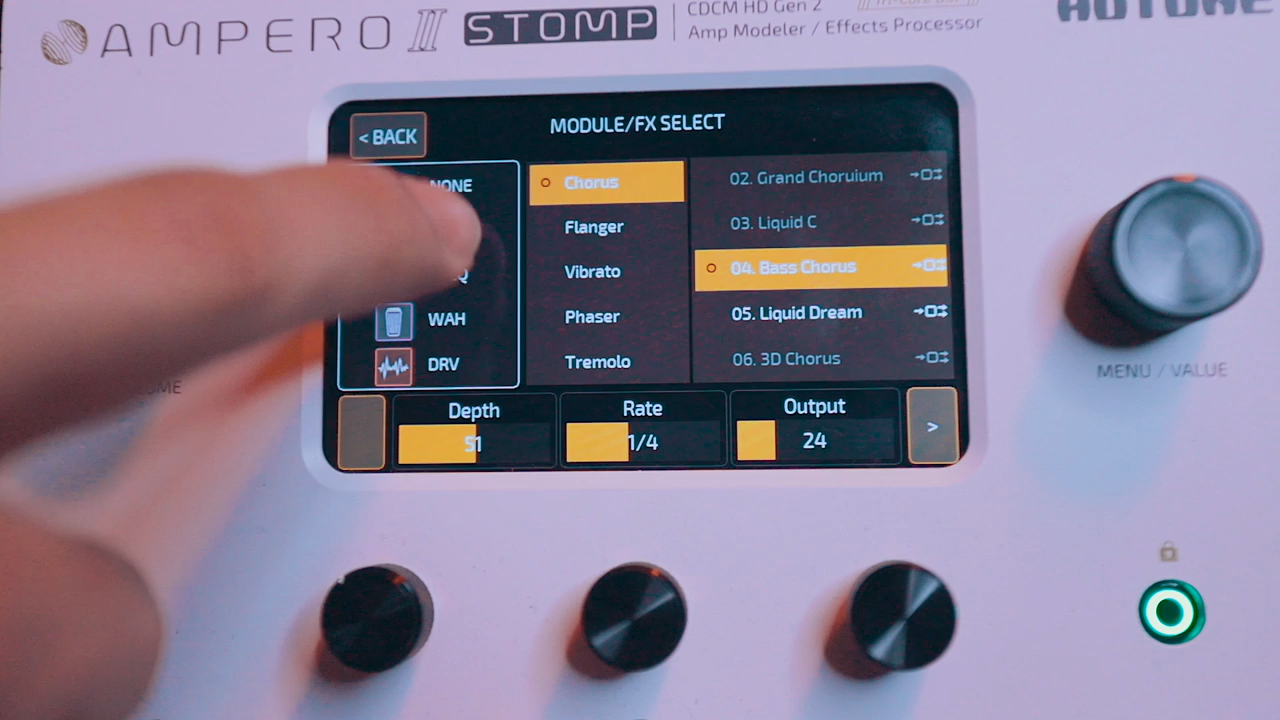 AMPERO II STOMP
CDCM HD Gen 2
Amp Modeler / Effects Processor
HOTONE
< BACK
MODULE/FX SELECT
NONE
WAH
DRV
Chorus
Flanger
Vibrato
Phaser
Tremolo
02. Grand Choruium
03. Liquid C
04. Bass Chorus
05. Liquid Dream
06. 3D Chorus
Depth
51
Rate
1/4
Output
24
>
MENU / VALUE